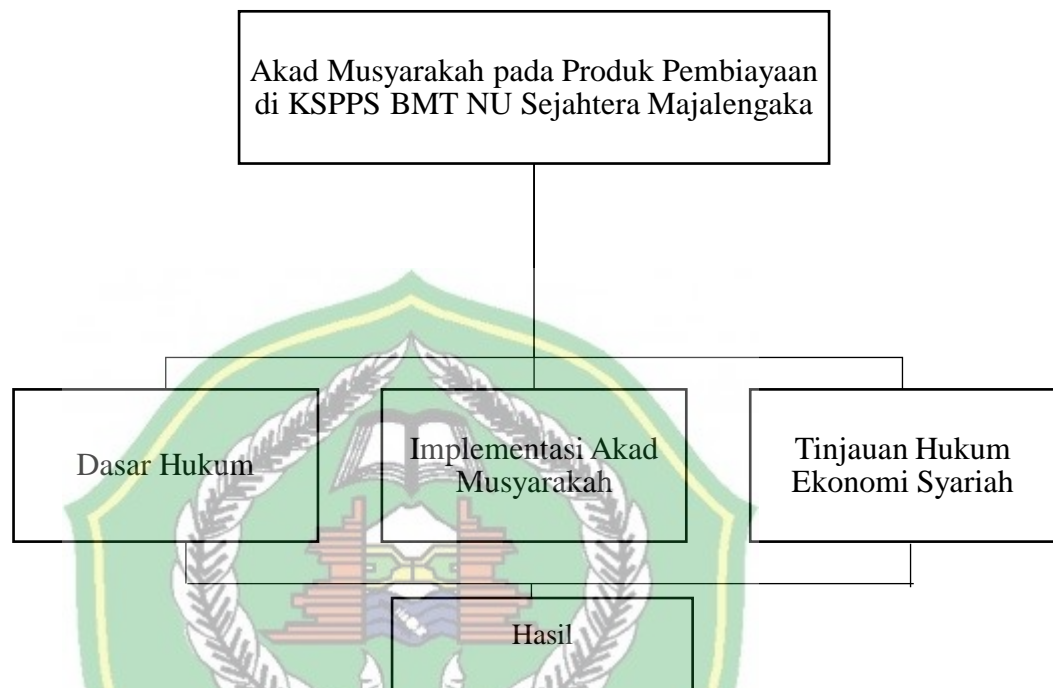 Akad Musyarakah pada Produk Pembiayaan
di KSPPS BMT NU Sejahtera Majalengaka
Dasar Hukum
Implementasi Akad
Musyarakah
Tinjauan Hukum
Ekonomi Syariah
Hasil